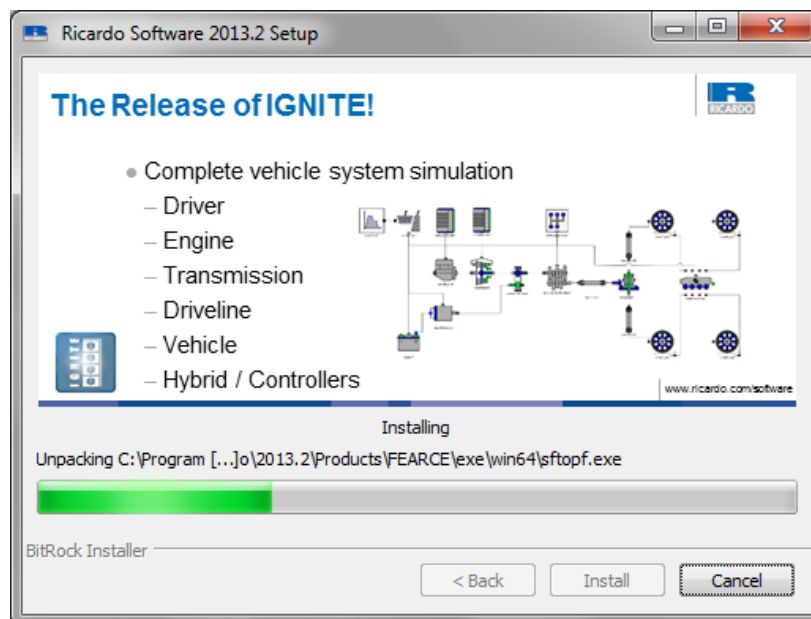 Ricardo Software 2013.2 Setup
The Release of IGNITE!
RICARDO
● Complete vehicle system simulation
– Driver
– Engine
– Transmission
– Driveline
– Vehicle
– Hybrid / Controllers
IGNITE
www.ricardo.com/software
Installing
Unpacking C:\Program [...]o\2013.2\Products\FEARCE\exe\win64\sftopf.exe
BitRock Installer
< Back
Install
Cancel